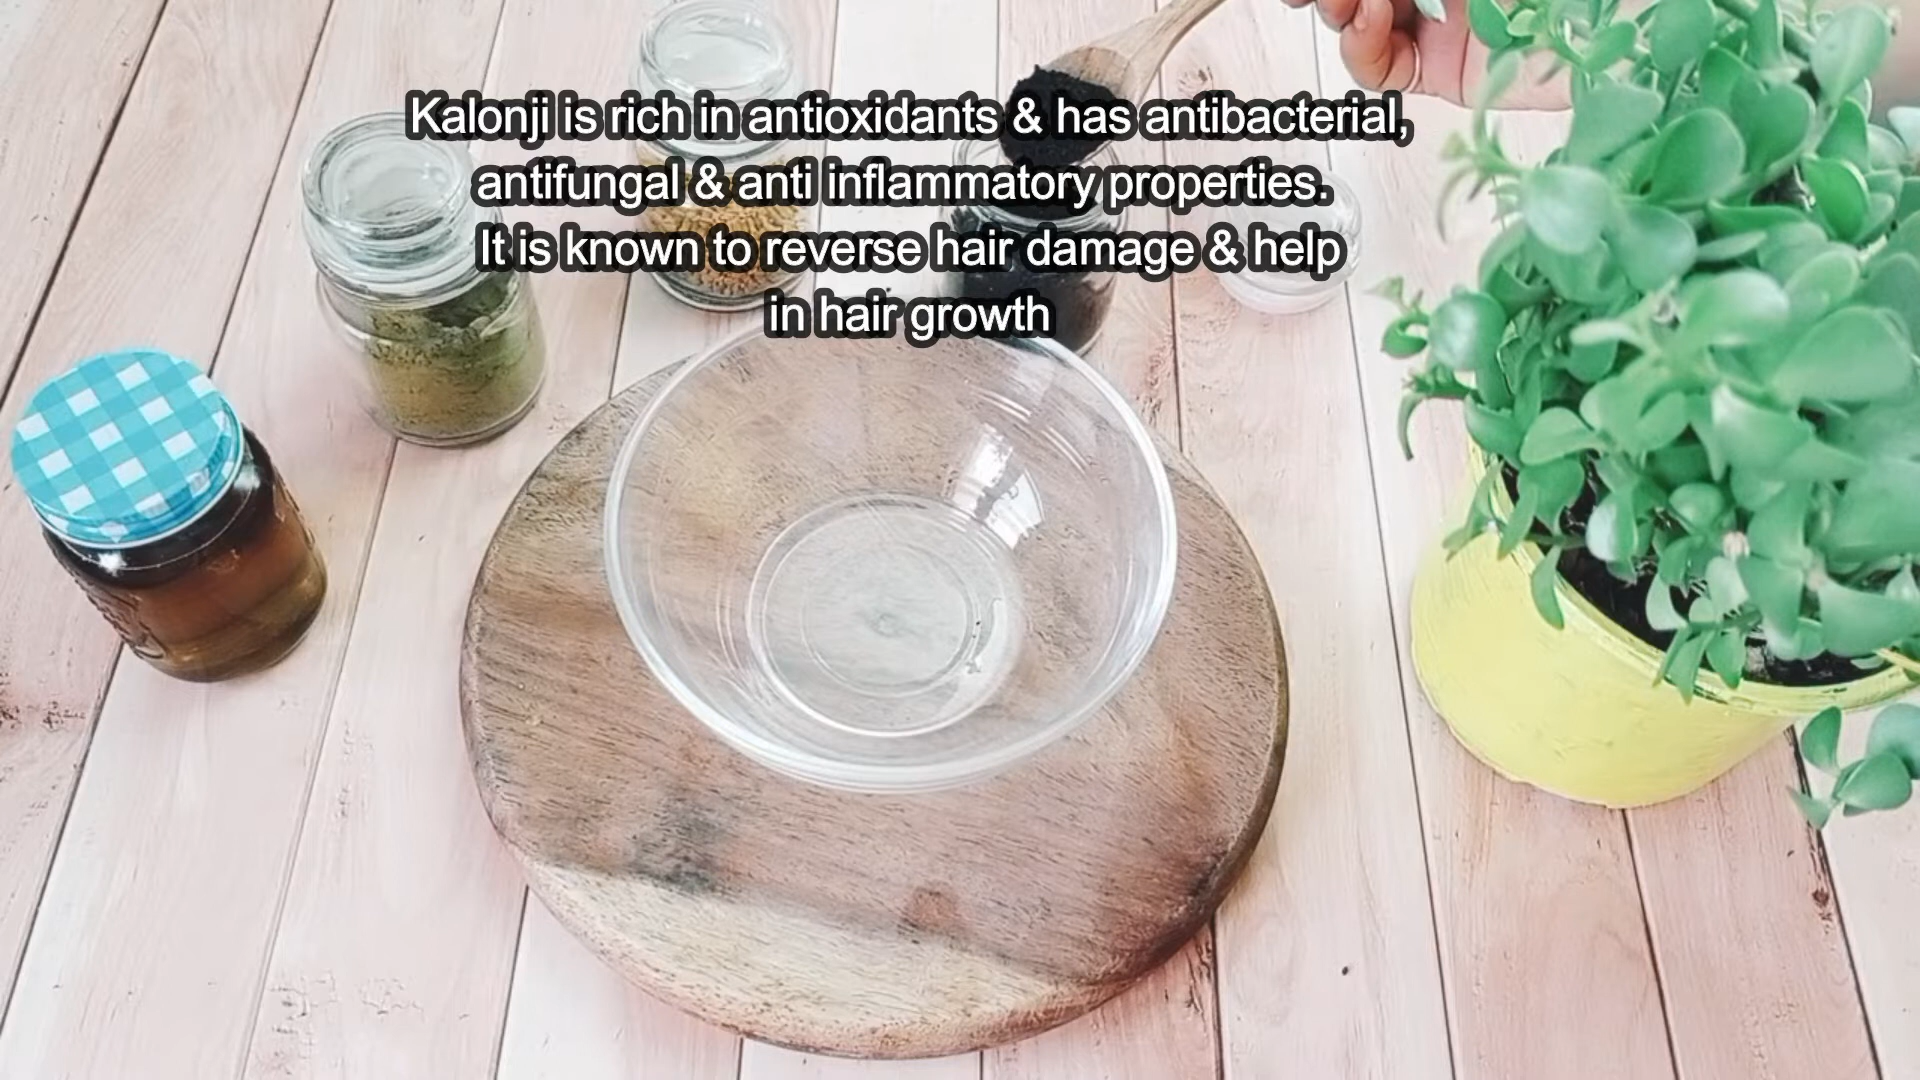 Kalonji is rich in antioxidants & has antibacterial,
antifungal & anti inflammatory properties.
It is known to reverse hair damage & help
in hair growth